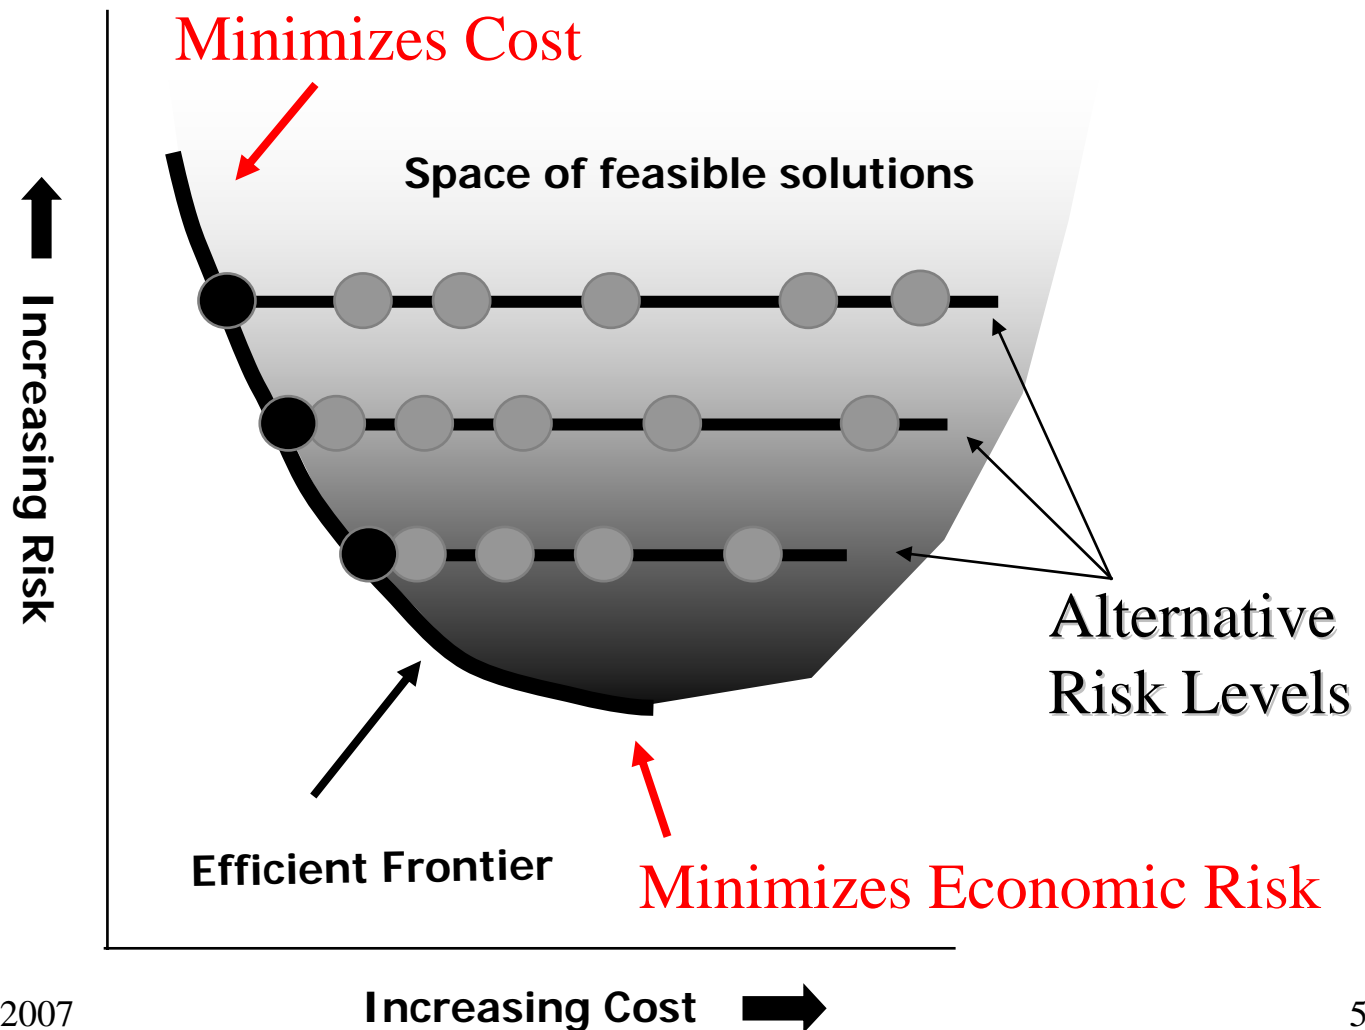 Minimizes Cost
Space of feasible solutions
Increasing Risk
Alternative
Risk Levels
Efficient Frontier
Minimizes Economic Risk
Increasing Cost
2007
5